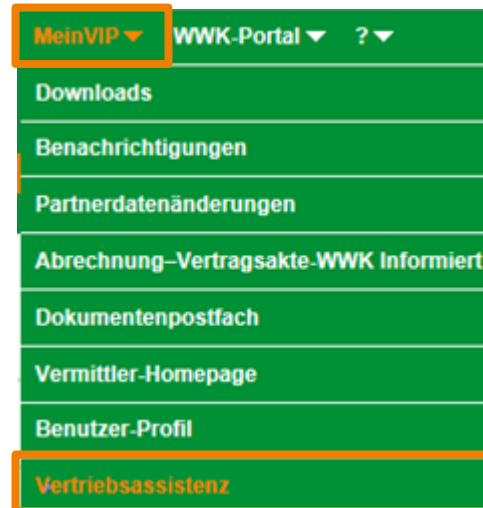 MeinVIP WWK-Portal ?
Downloads
Benachrichtigungen
Partnerdatenänderungen
Abrechnung–Vertragsakte-WWK Informiert
Dokumentenpostfach
Vermittler-Homepage
Benutzer-Profil
Vertriebsassistenz